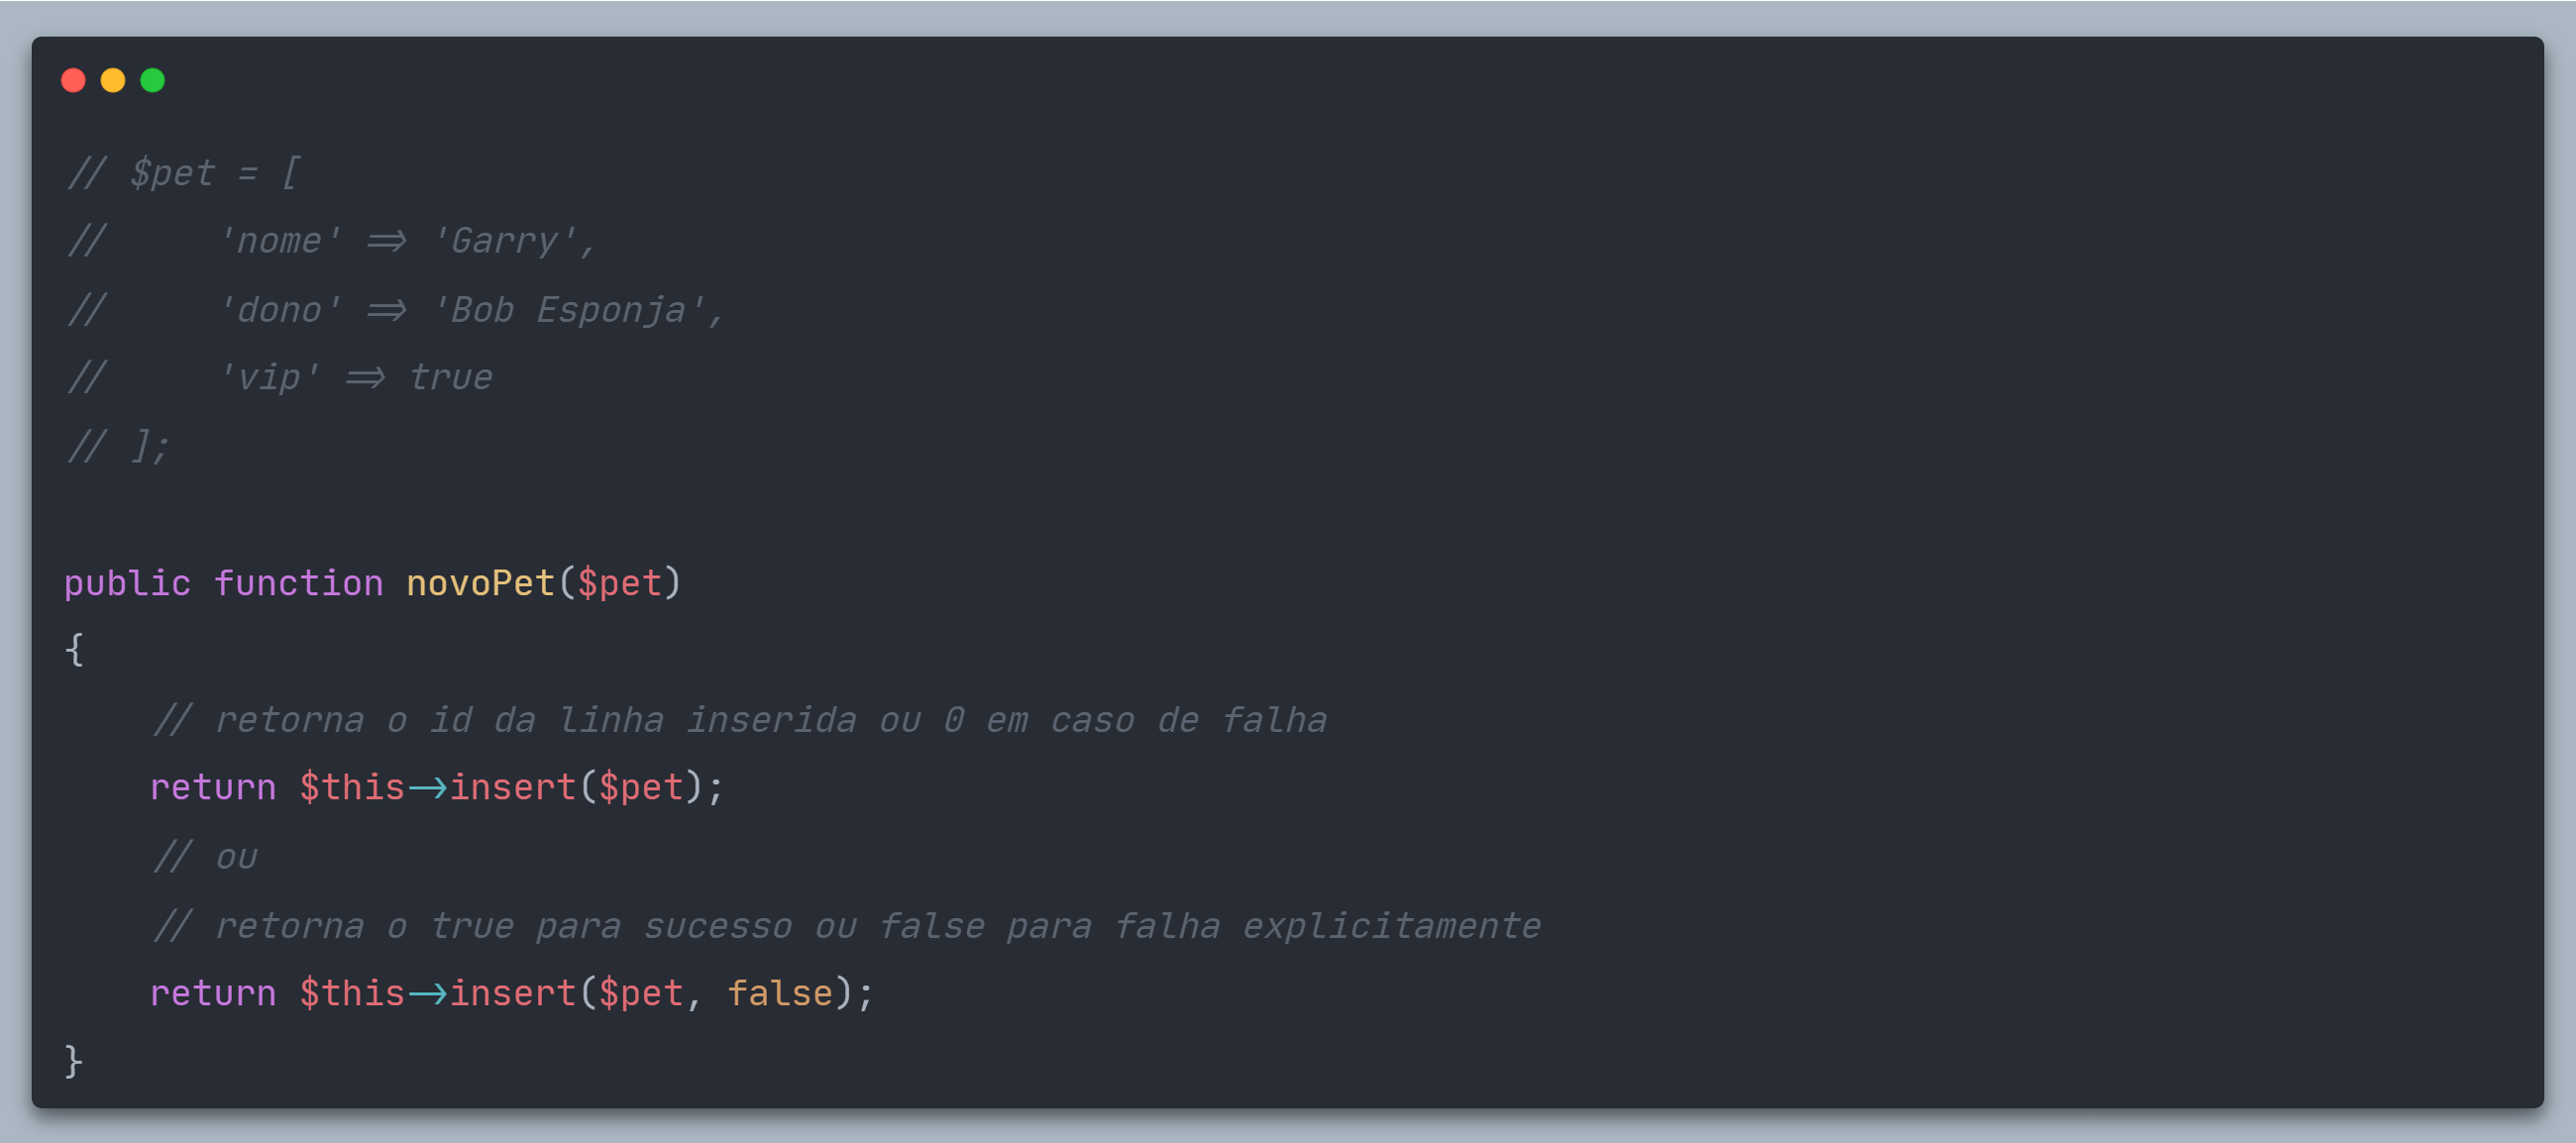 // $pet = [
//     'nome' => 'Garry',
//     'dono' => 'Bob Esponja',
//     'vip' => true
// ];

public function novoPet($pet)
{
    // retorna o id da linha inserida ou 0 em caso de falha
    return $this->insert($pet);
    // ou
    // retorna o true para sucesso ou false para falha explicitamente
    return $this->insert($pet, false);
}